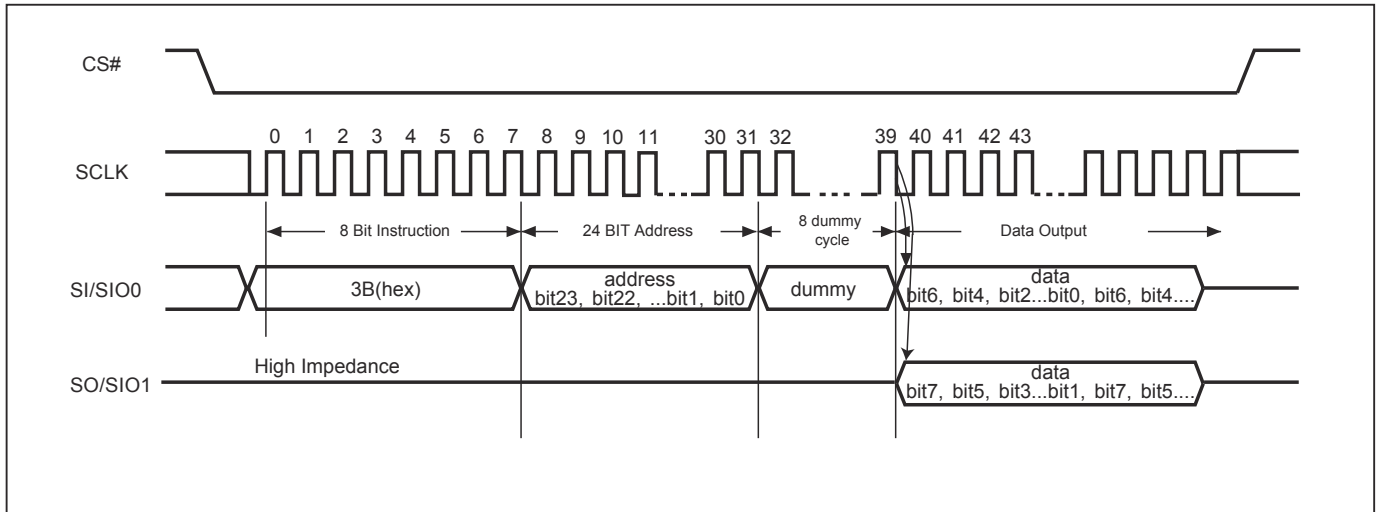 CS#
0 1 2 3 4 5 6 7 8 9 10 11 30 31 32 39 40 41 42 43
SCLK
8 Bit Instruction
24 BIT Address
8 dummy
cycle
Data Output
SI/SIO0
3B(hex)
address
bit23, bit22, ...bit1, bit0
dummy
data
bit6, bit4, bit2...bit0, bit6, bit4....
High Impedance
SO/SIO1
data
bit7, bit5, bit3...bit1, bit7, bit5....